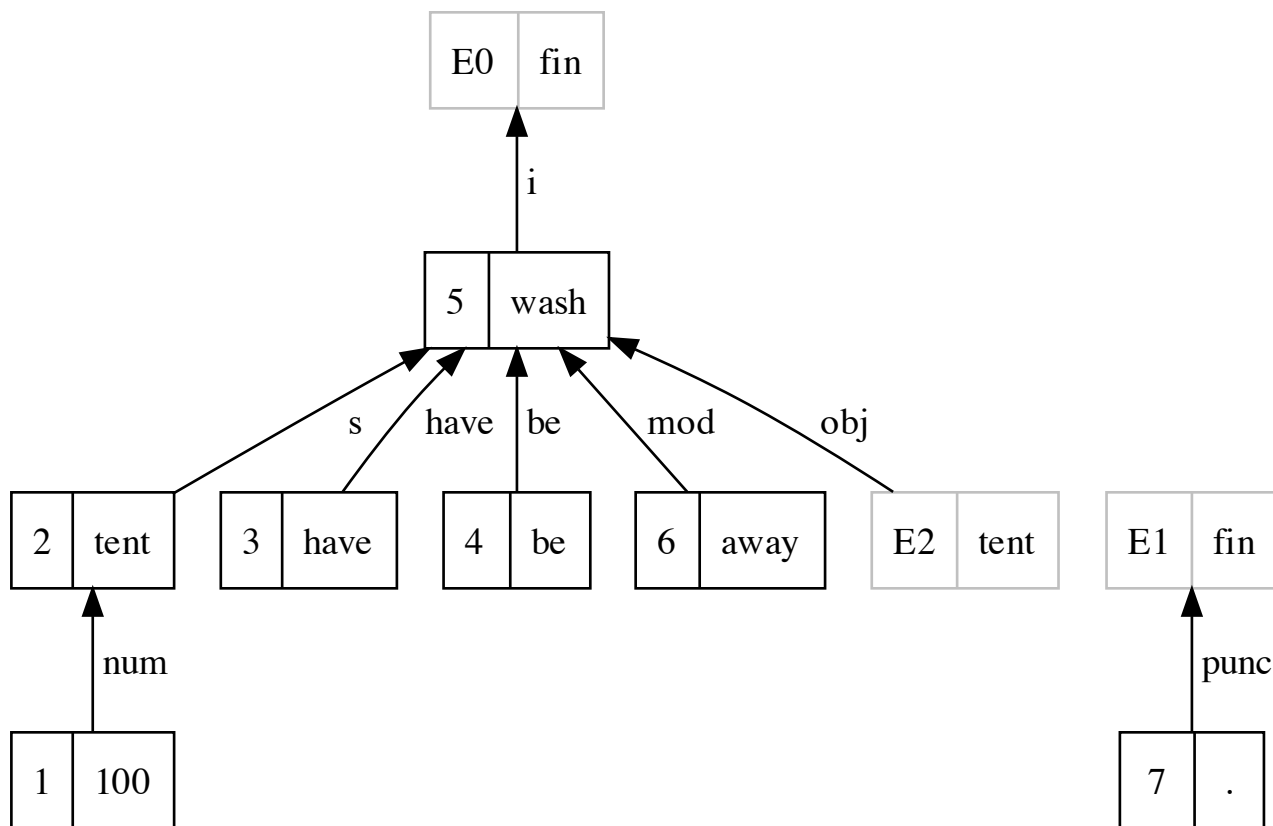 E0 fin
i
5 wash
s have be mod obj
2 tent 3 have 4 be 6 away E2 tent E1 fin
num punc
1 100 7 .